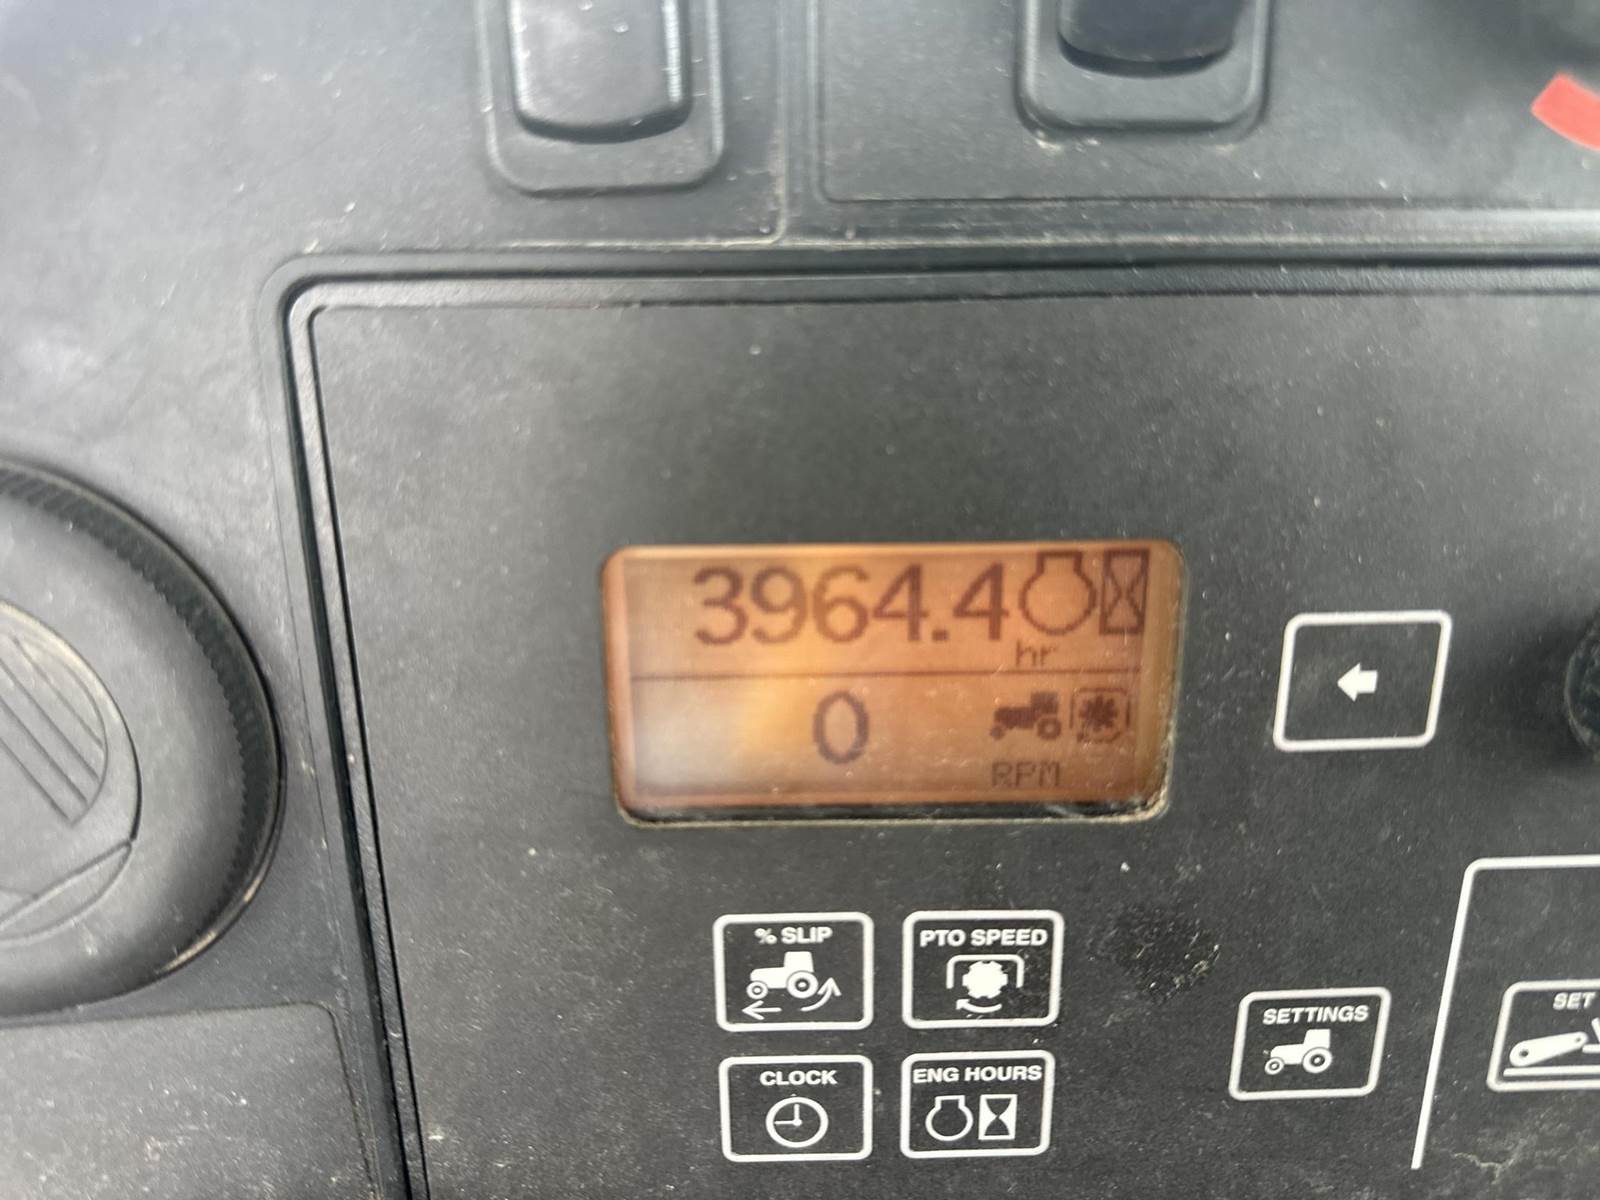 3964.4
hr
0
RPM
% SLIP
PTO SPEED
CLOCK
ENG HOURS
SETTINGS
SET